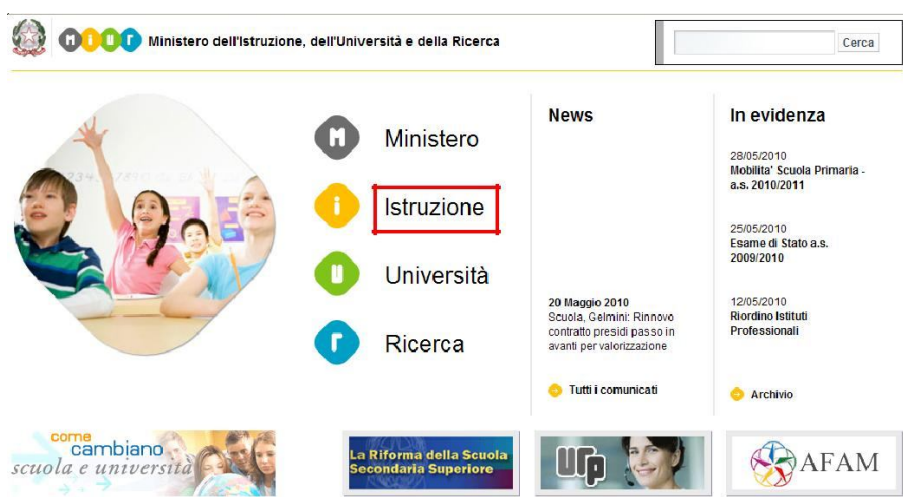 miur Ministero dell'Istruzione, dell'Università e della Ricerca
Cerca
M Ministero
i Istruzione
U Università
r Ricerca
News
20 Maggio 2010
Scuola, Gelmini: Rinnovo
contratto presidi passo in
avanti per valorizzazione
Tutti i comunicati
In evidenza
28/05/2010
Mobilita' Scuola Primaria -
a.s. 2010/2011
25/05/2010
Esame di Stato a.s.
2009/2010
12/05/2010
Riordino Istituti
Professionali
Archivio
come
cambiano
scuola e università
La Riforma della Scuola
Secondaria Superiore
urp
AFAM